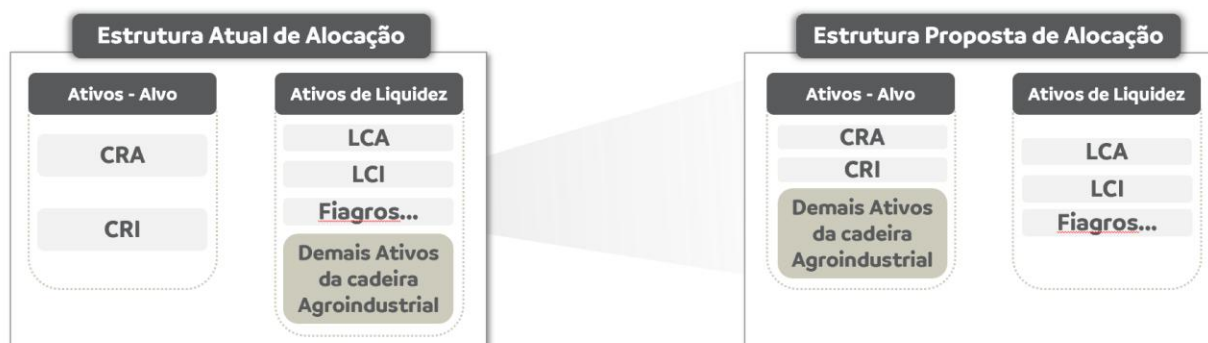 Estrutura Atual de Alocação
Ativos - Alvo
CRA
CRI
Ativos de Liquidez
LCA
LCI
Fiagros...
Demais Ativos
da cadeira
Agroindustrial
Estrutura Proposta de Alocação
Ativos - Alvo
CRA
CRI
Demais Ativos
da cadeira
Agroindustrial
Ativos de Liquidez
LCA
LCI
Fiagros...